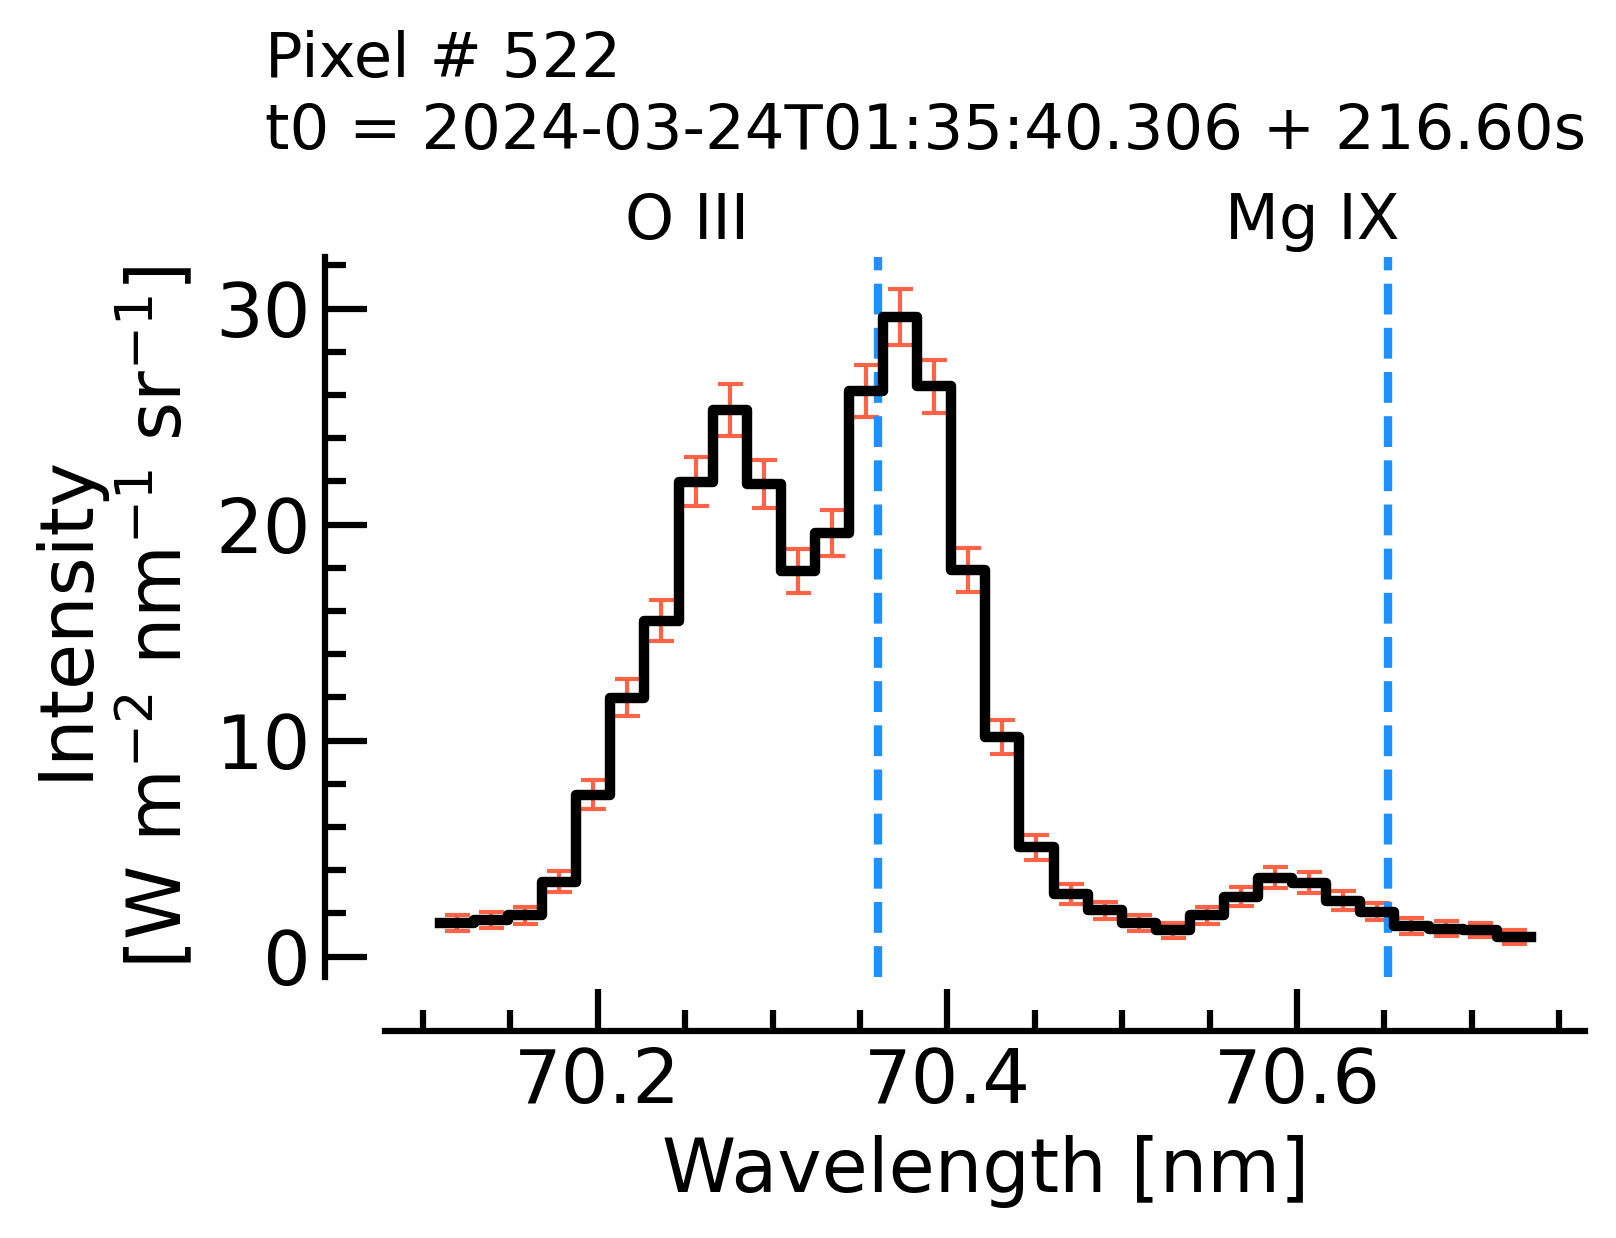 Pixel # 522
t0 = 2024-03-24T01:35:40.306 + 216.60s
O III Mg IX
Intensity
[W m⁻² nm⁻¹ sr⁻¹]
30
20
10
0
70.2 70.4 70.6
Wavelength [nm]